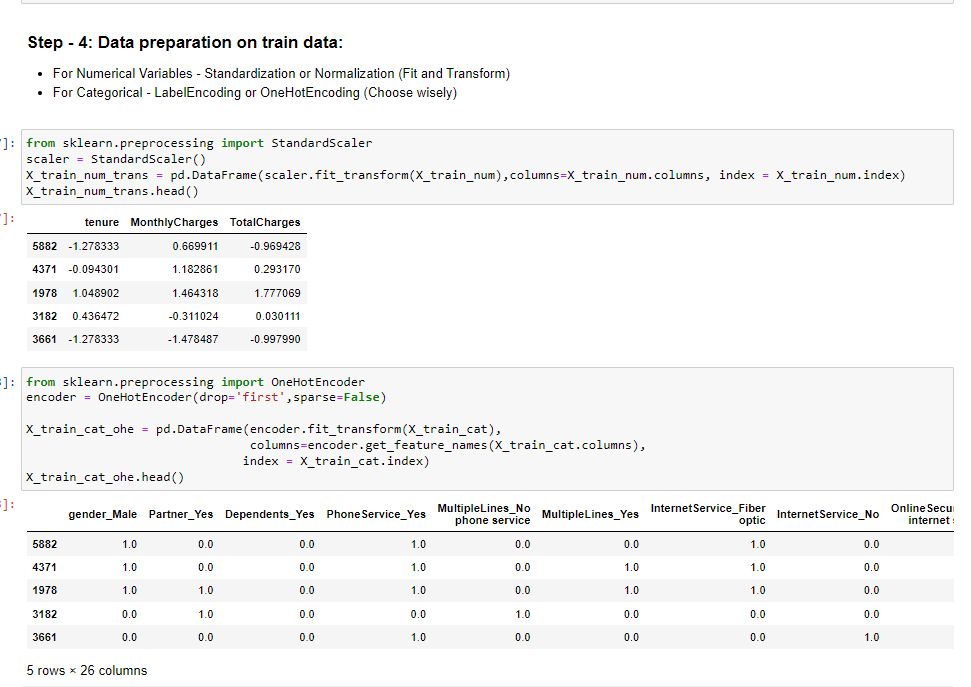 Step - 4: Data preparation on train data:
• For Numerical Variables - Standardization or Normalization (Fit and Transform)
• For Categorical - LabelEncoding or OneHotEncoding (Choose wisely)
]:
from sklearn.preprocessing import StandardScaler
scaler = StandardScaler()
X_train_num_trans = pd.DataFrame(scaler.fit_transform(X_train_num),columns=X_train_num.columns, index = X_train_num.index)
X_train_num_trans.head()
]:
tenure MonthlyCharges TotalCharges
5882 -1.278333 0.669911 -0.969428
4371 -0.094301 1.182861 0.293170
1978 1.048902 1.464318 1.777069
3182 0.436472 -0.311024 0.030111
3661 -1.278333 -1.478487 -0.997990
]:
from sklearn.preprocessing import OneHotEncoder
encoder = OneHotEncoder(drop='first',sparse=False)
X_train_cat_ohe = pd.DataFrame(encoder.fit_transform(X_train_cat),
columns=encoder.get_feature_names(X_train_cat.columns),
index = X_train_cat.index)
X_train_cat_ohe.head()
]:
gender_Male Partner_Yes Dependents_Yes PhoneService_Yes MultipleLines_No phone service MultipleLines_Yes InternetService_Fiber optic InternetService_No OnlineSecu internet
5882 1.0 0.0 0.0 1.0 0.0 0.0 1.0 0.0
4371 1.0 0.0 0.0 1.0 0.0 1.0 1.0 0.0
1978 1.0 1.0 0.0 1.0 0.0 1.0 1.0 0.0
3182 0.0 1.0 0.0 0.0 1.0 0.0 0.0 0.0
3661 0.0 0.0 0.0 1.0 0.0 0.0 0.0 1.0
5 rows × 26 columns